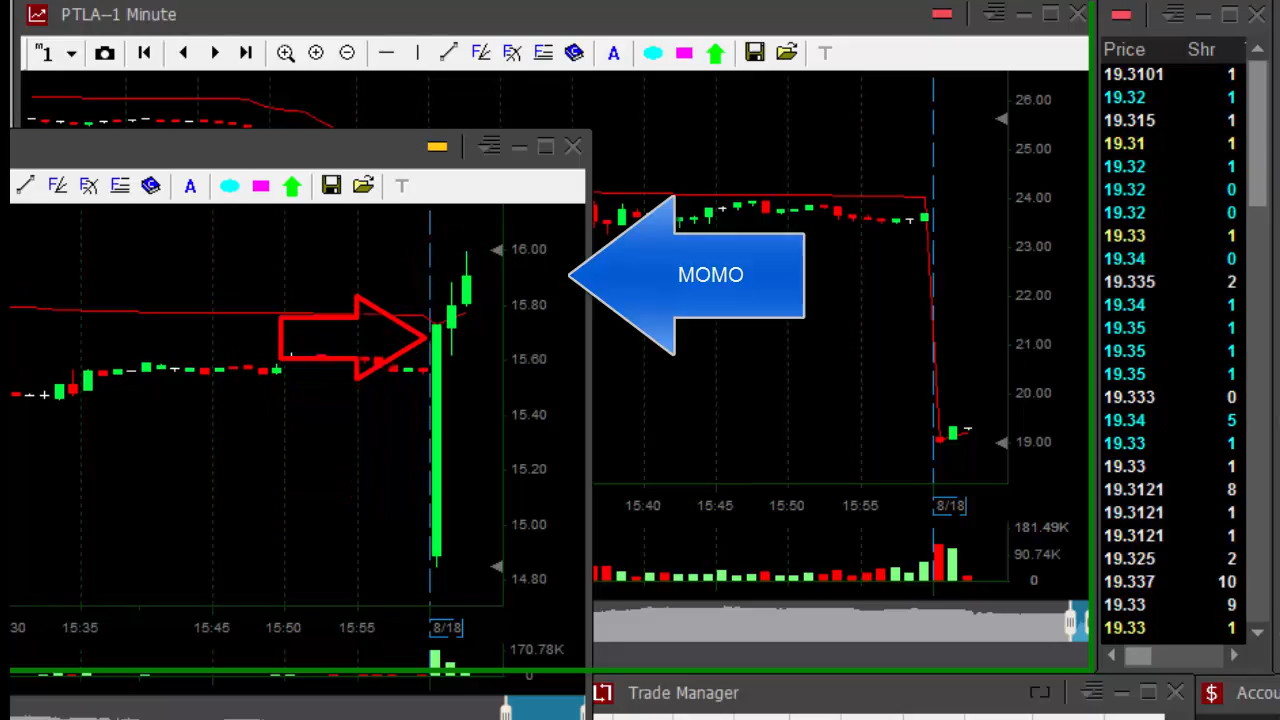 PTLA--1 Minute
m1
A
T
Price Shr
19.3101 1
19.32 1
19.315 1
19.31 1
19.32 1
19.32 0
19.32 0
19.33 1
19.34 0
19.335 2
19.34 1
19.35 1
19.35 1
19.35 1
19.333 0
19.34 5
19.33 1
19.33 1
19.3121 8
19.3121 1
19.3121 1
19.325 2
19.337 10
19.33 9
19.33 1
26.00
25.00
24.00
23.00
22.00
21.00
20.00
19.00
15:40 15:45 15:50 15:55 8/18
181.49K
90.74K
0
A
T
16.00
15.80
15.60
15.40
15.20
15.00
14.80
30 15:35 15:45 15:50 15:55 8/18
170.78K
0
MOMO
Trade Manager
$ Accou